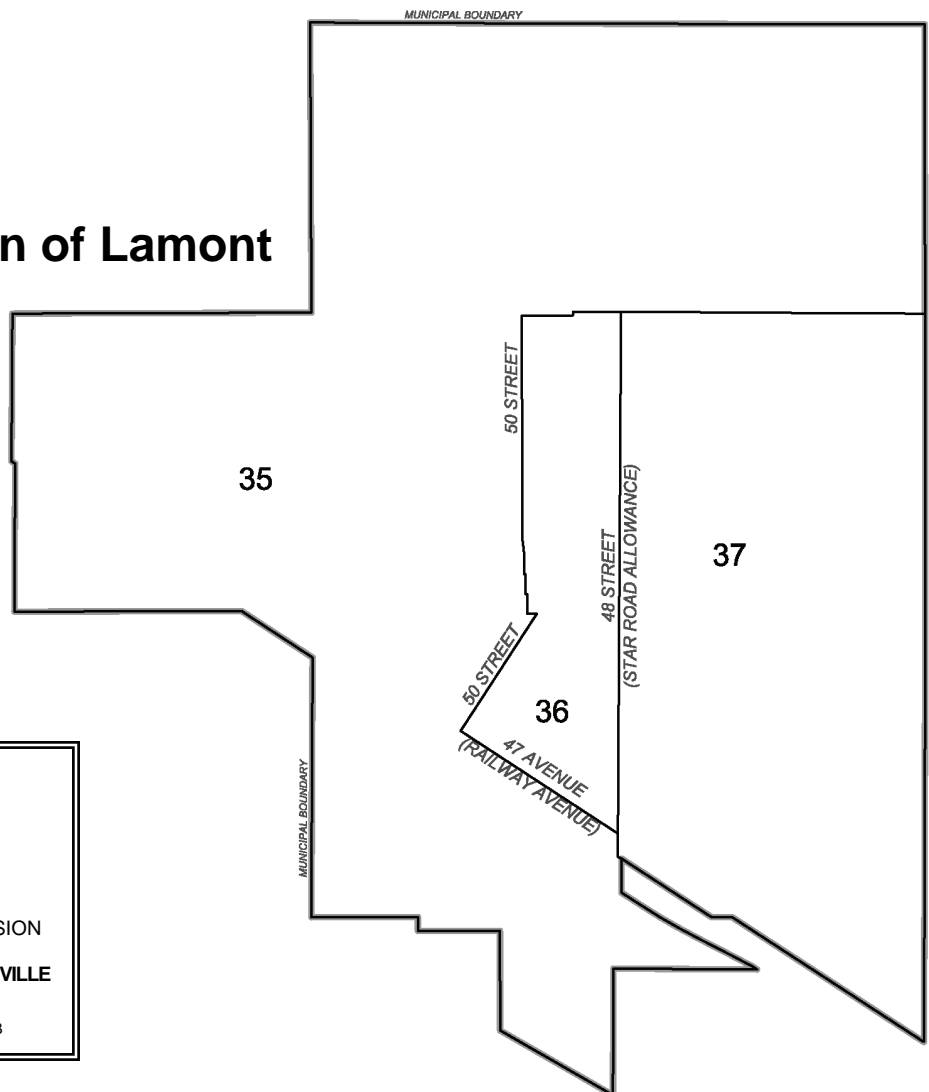 MUNICIPAL BOUNDARY
n of Lamont
50 STREET
35
48 STREET
(STAR ROAD ALLOWANCE)
37
50 STREET
36
47 AVENUE
(RAILWAY AVENUE)
MUNICIPAL BOUNDARY
SION
VILLE